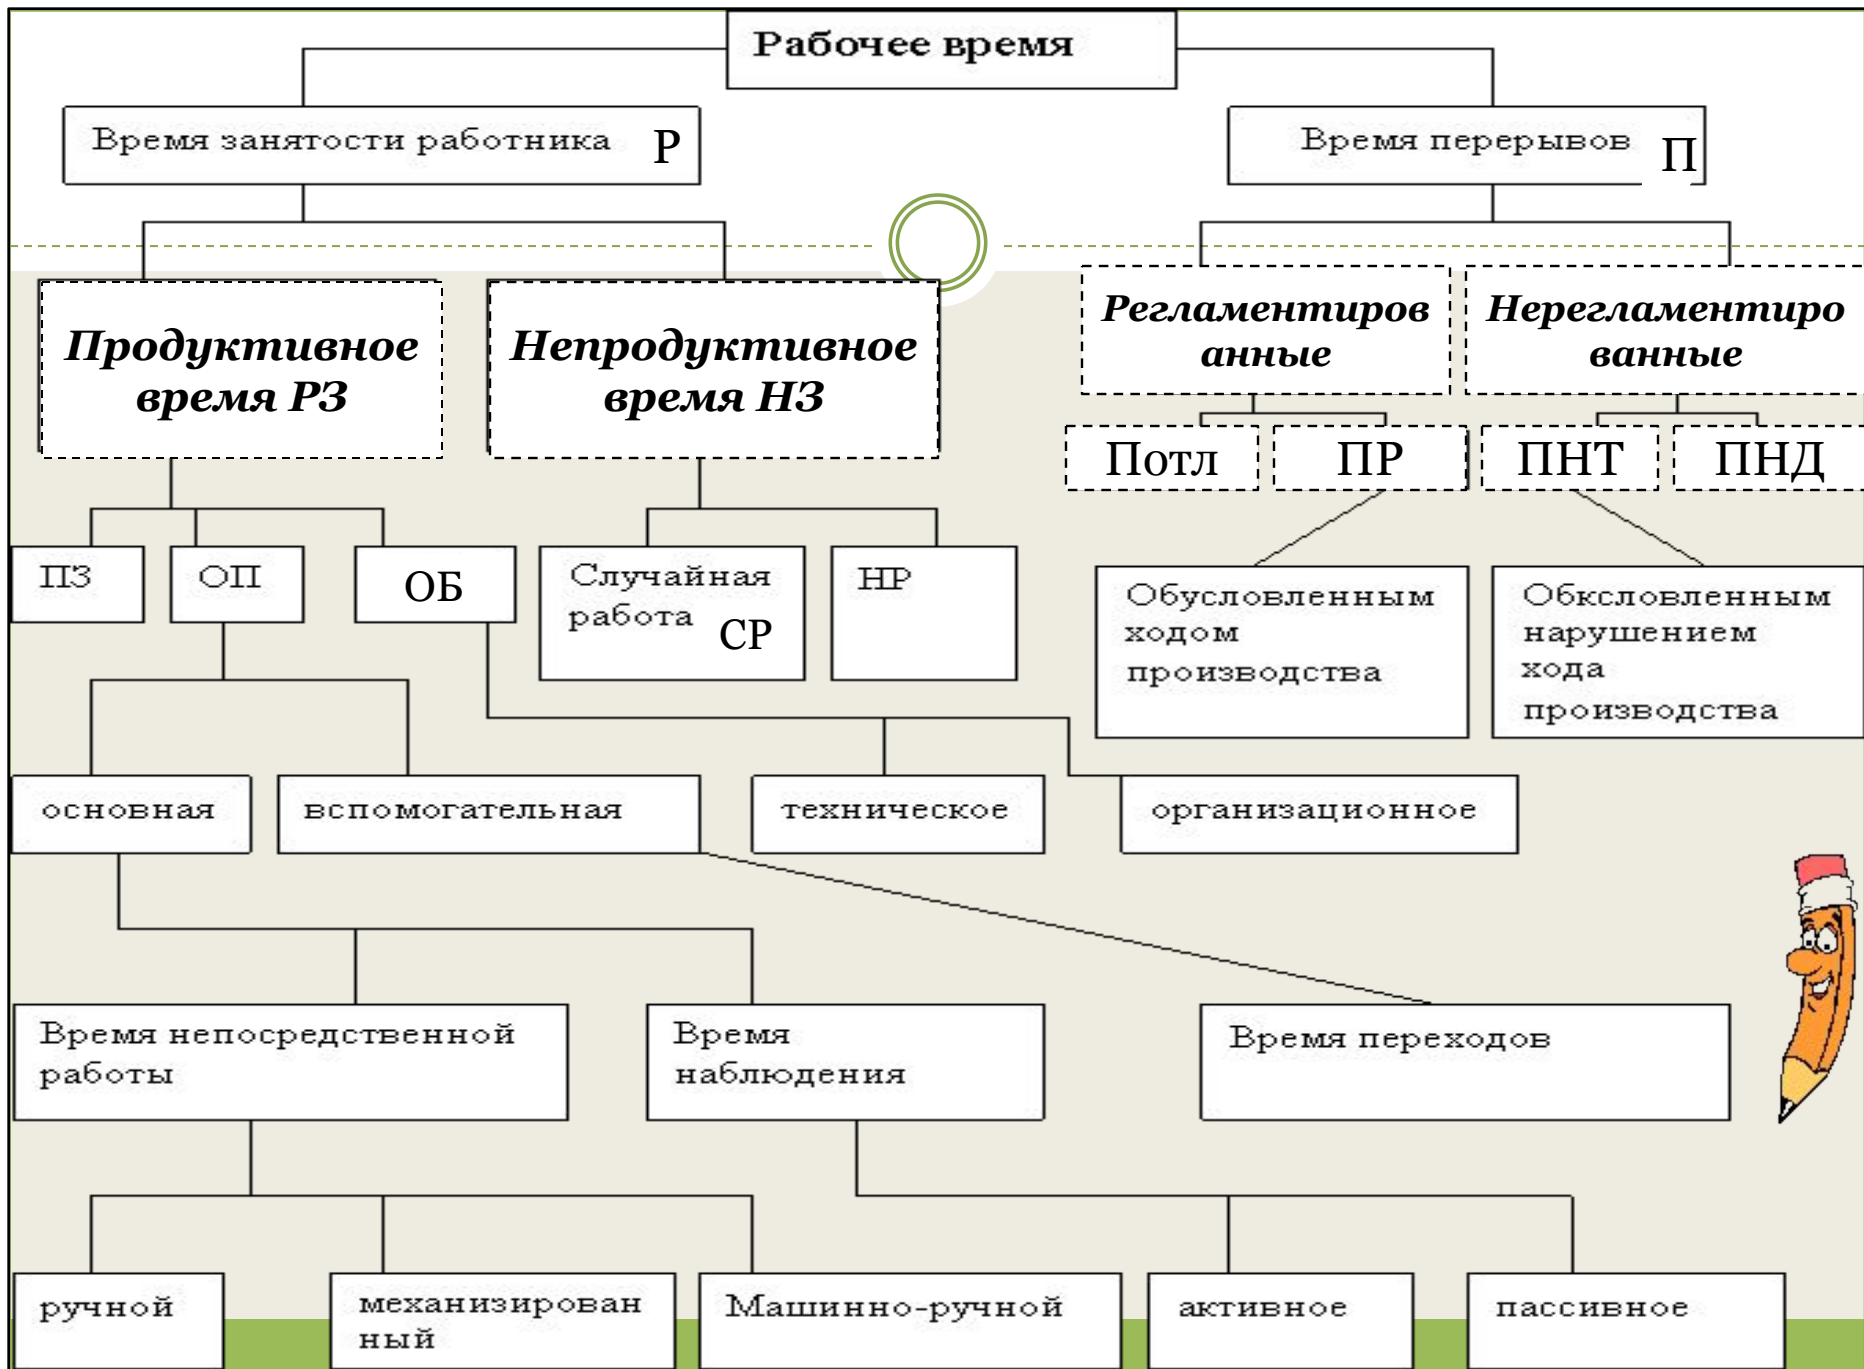 Рабочее время
Время занятости работника Р
Время перерывов П
Продуктивное
время РЗ
Непродуктивное
время НЗ
Регламентиров
анные
Нерегламентиро
ванные
Потл
ПР
ПНТ
ПНД
ПЗ
ОП
ОБ
Случайная
работа СР
НР
Обусловленным
ходом
производства
Обксловленным
нарушением
хода
производства
основная
вспомогательная
техническое
организационное
Время непосредственной
работы
Время
наблюдения
Время переходов
ручной
механизирован
ный
Машинно-ручной
активное
пассивное